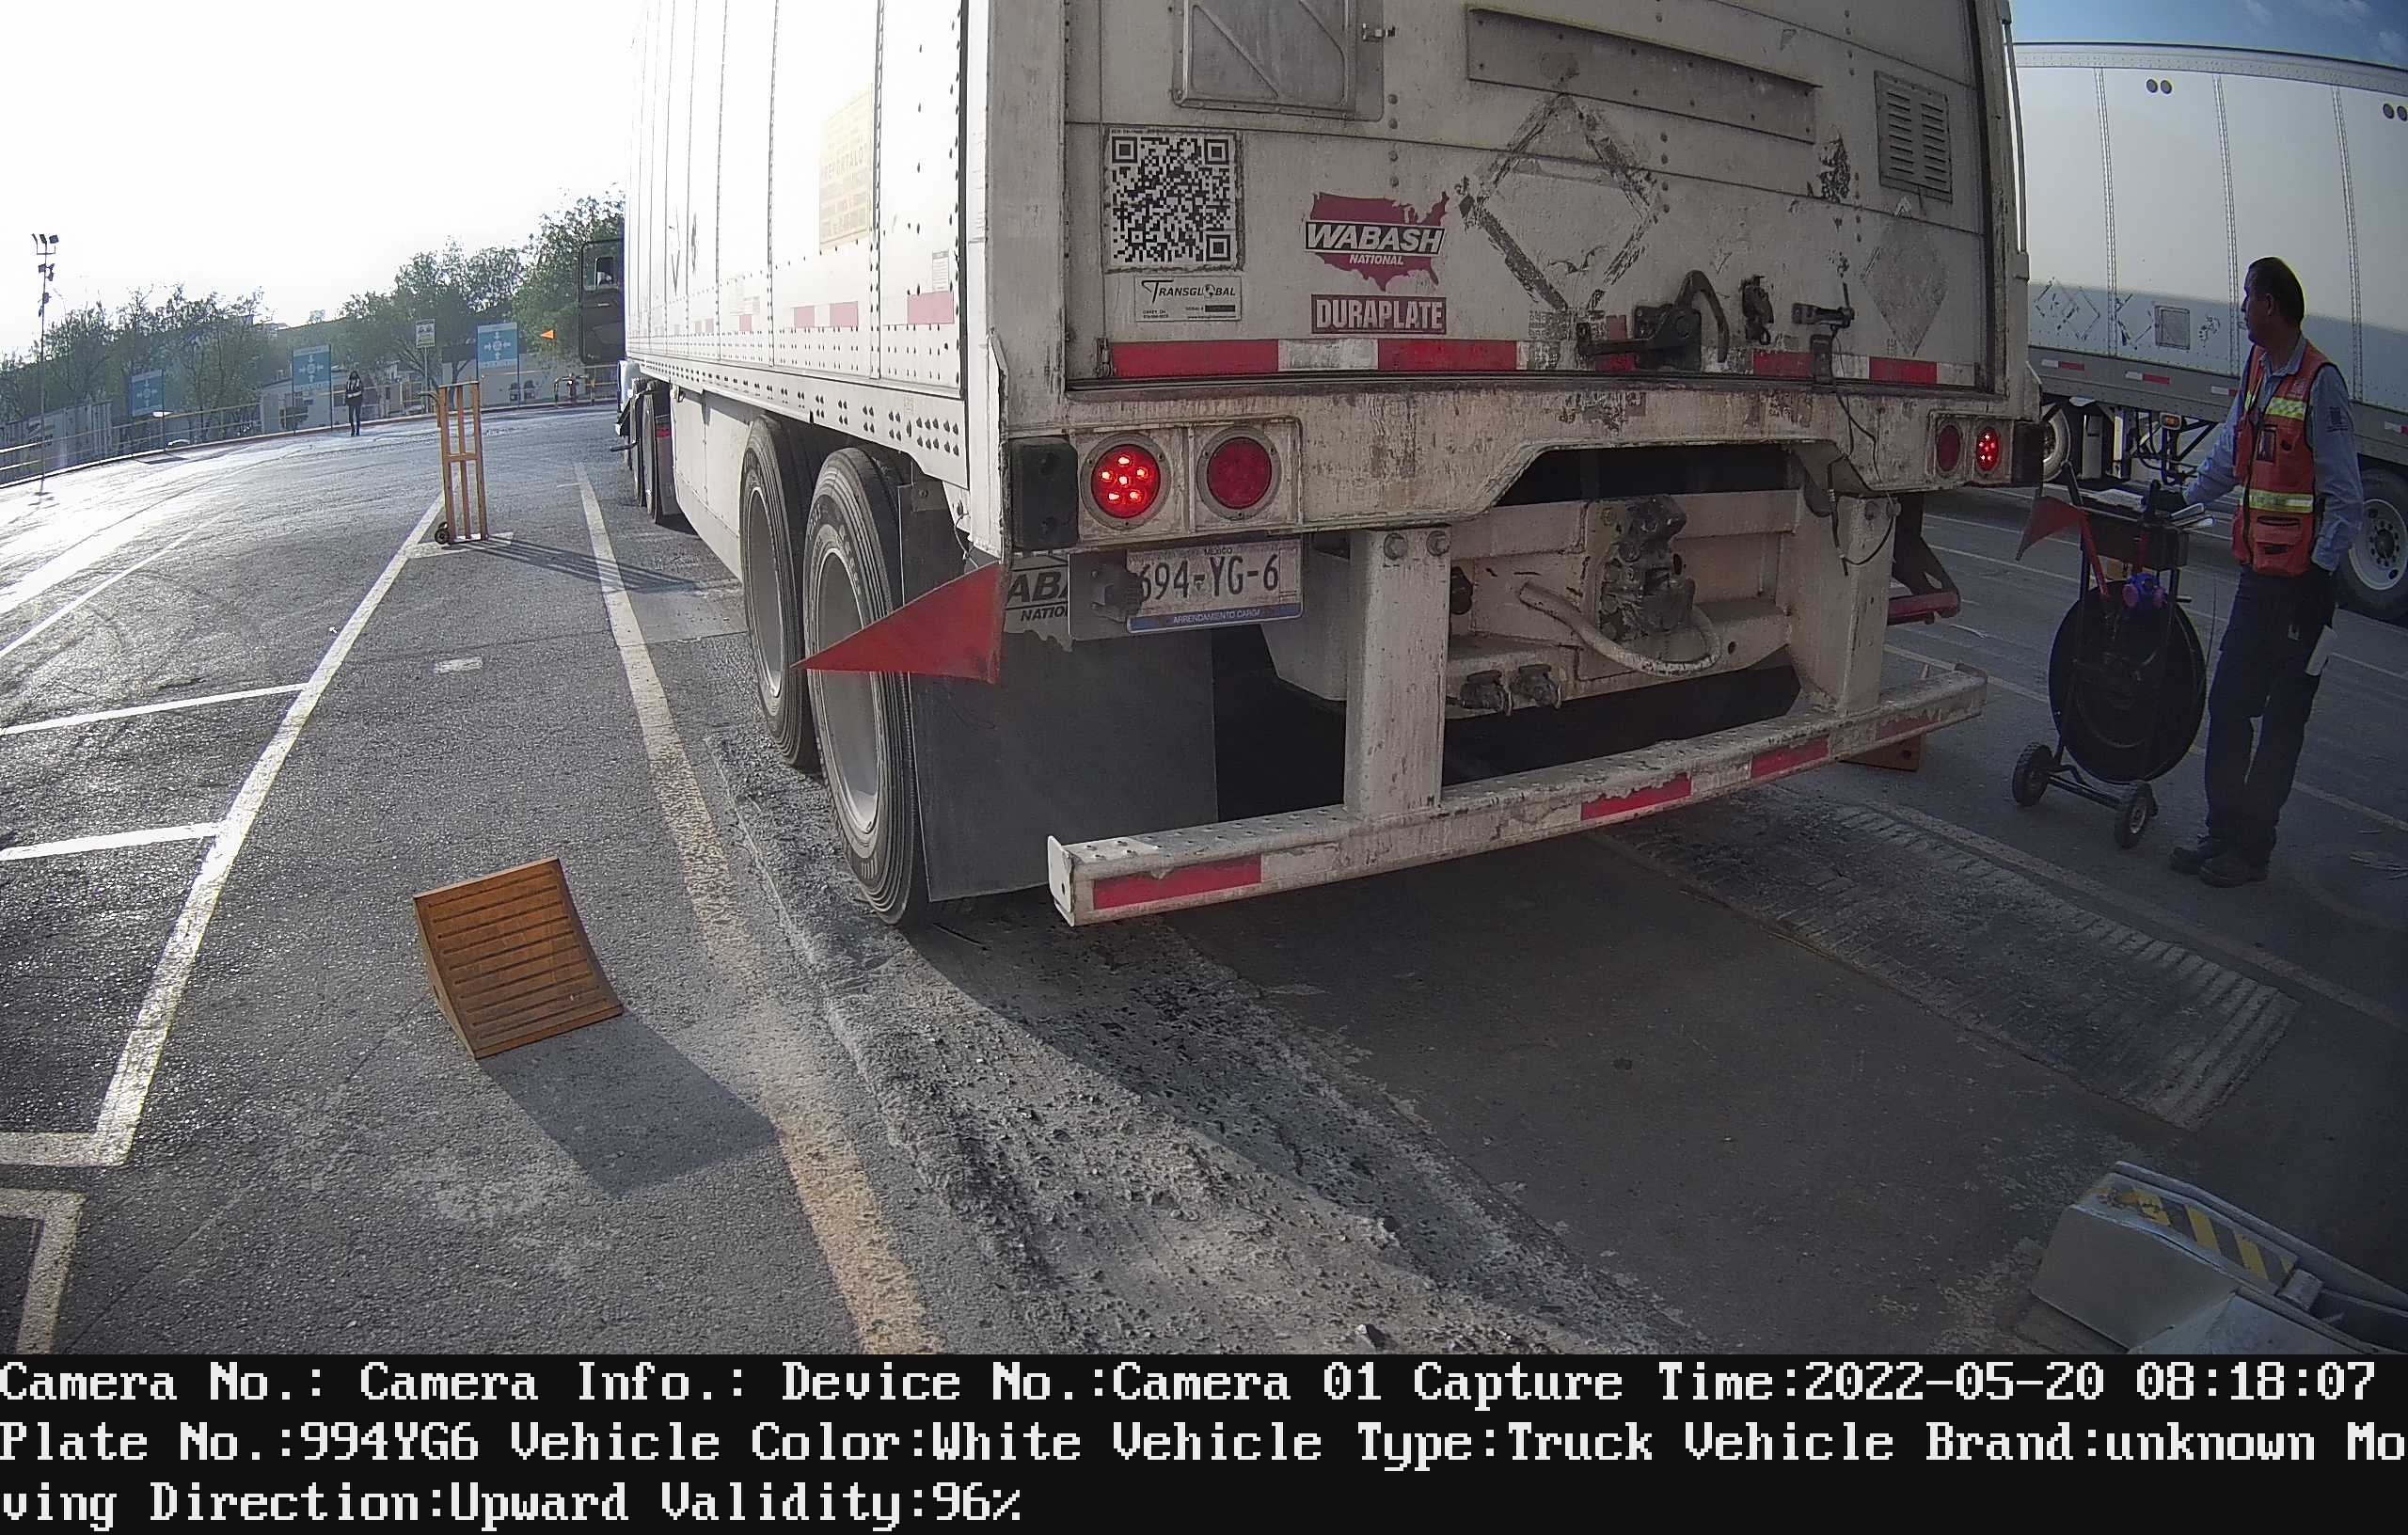 REPORTALO
WABASH
NATIONAL
TRANSGLOBAL
DURAPLATE
MEXICO
694-YG-6
ARRENDAMIENTO CARGA
NATIO
Camera No.: Camera Info.: Device No.:Camera 01 Capture Time:2022-05-20 08:18:07
Plate No.:994YG6 Vehicle Color:White Vehicle Type:Truck Vehicle Brand:unknown Mo
ving Direction:Upward Validity:96%